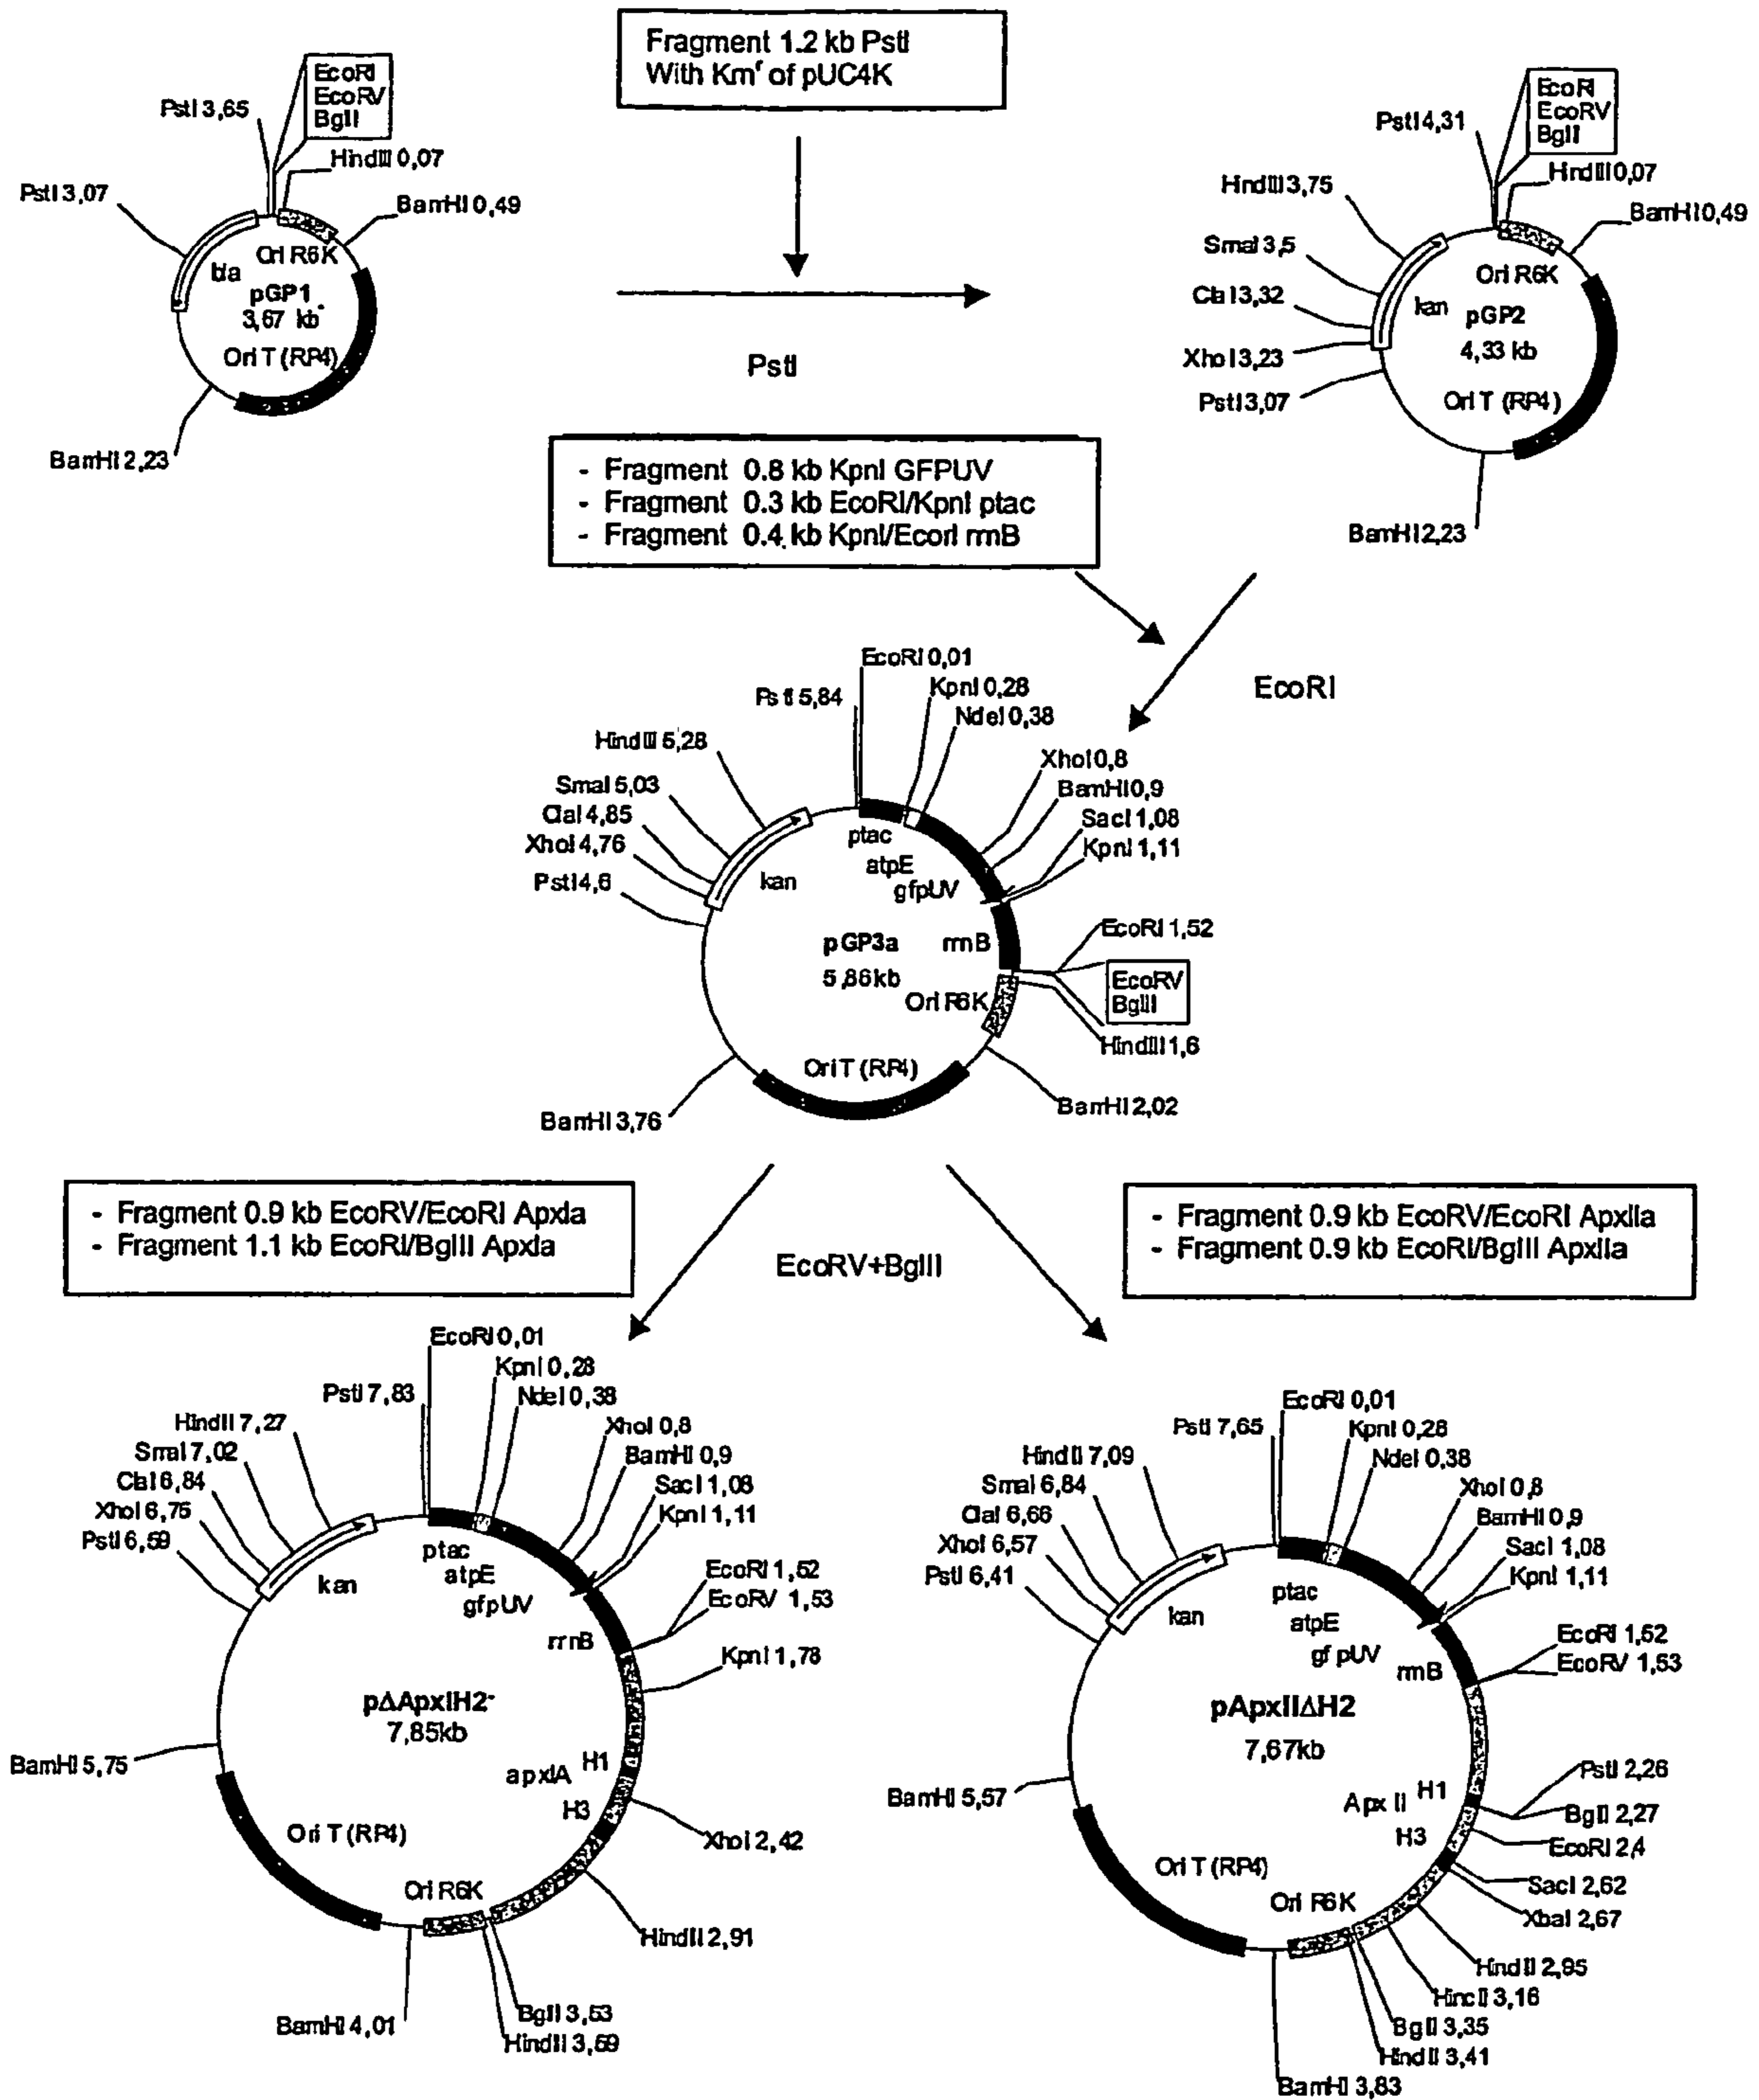 Fragment 1.2 kb PstI
With Kmʳ of pUC4K
EcoRI
EcoRV
BglI
PstI 3,65
HindIII 0,07
PstI 3,07
BamHI 0,49
Ori R6K
bla
pGP1
3,67 kb
Ori T (RP4)
BamHI 2,23
PstI
EcoRI
EcoRV
BglI
PstI 4,31
HindIII 0,07
HindIII 3,75
BamHI 0,49
SmaI 3,5
Ori R6K
ClaI 3,32
kan
pGP2
4,33 kb
XhoI 3,23
PstI 3,07
Ori T (RP4)
BamHI 2,23
- Fragment 0.8 kb KpnI GFPUV
- Fragment 0.3 kb EcoRI/KpnI ptac
- Fragment 0.4 kb KpnI/EcorI rrnB
EcoRI
EcoRI 0,01
PstI 5,84
KpnI 0,28
NdeI 0,38
HindIII 5,28
XhoI 0,8
SmaI 5,03
BamHI 0,9
ClaI 4,85
SacI 1,08
XhoI 4,76
KpnI 1,11
PstI 4,6
ptac
atpE
gfpUV
kan
pGP3a
5,86kb
rrnB
EcoRI 1,52
EcoRV
BglII
Ori R6K
HindIII 1,6
Ori T (RP4)
BamHI 2,02
BamHI 3,76
- Fragment 0.9 kb EcoRV/EcoRI ApxIa
- Fragment 1.1 kb EcoRI/BglII ApxIa
EcoRV+BglII
- Fragment 0.9 kb EcoRV/EcoRI ApxIIa
- Fragment 0.9 kb EcoRI/BglII ApxIIa
EcoRI 0,01
KpnI 0,28
PstI 7,83
NdeI 0,38
HindII 7,27
XhoI 0,8
SmaI 7,02
BamHI 0,9
ClaI 6,84
SacI 1,08
XhoI 6,75
KpnI 1,11
PstI 6,59
ptac
atpE
gfpUV
kan
rrnB
EcoRI 1,52
EcoRV 1,53
KpnI 1,78
pΔApxIH2-
7,85kb
BamHI 5,75
H1
apxIA
H3
XhoI 2,42
Ori T (RP4)
Ori R6K
HindII 2,91
BglI 3,53
HindII 3,59
BamHI 4,01
EcoRI 0,01
PstI 7,65
KpnI 0,28
NdeI 0,38
HindII 7,09
XhoI 0,8
SmaI 6,84
BamHI 0,9
ClaI 6,66
SacI 1,08
XhoI 6,57
KpnI 1,11
PstI 6,41
ptac
atpE
gfpUV
kan
rrnB
EcoRI 1,52
EcoRV 1,53
pApxIIΔH2
7,67kb
BamHI 5,57
PstI 2,26
H1
Apx II
BglI 2,27
H3
EcoRI 2,4
Ori T (RP4)
SacI 2,62
Ori R6K
XbaI 2,67
HindII 2,95
HincII 3,16
BglI 3,35
HindII 3,41
BamHI 3,83